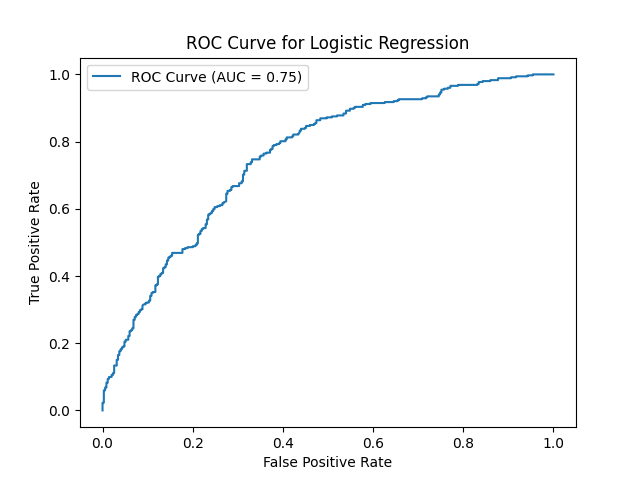 ROC Curve for Logistic Regression
ROC Curve (AUC = 0.75)
True Positive Rate
1.0
0.8
0.6
0.4
0.2
0.0
0.0 0.2 0.4 0.6 0.8 1.0
False Positive Rate